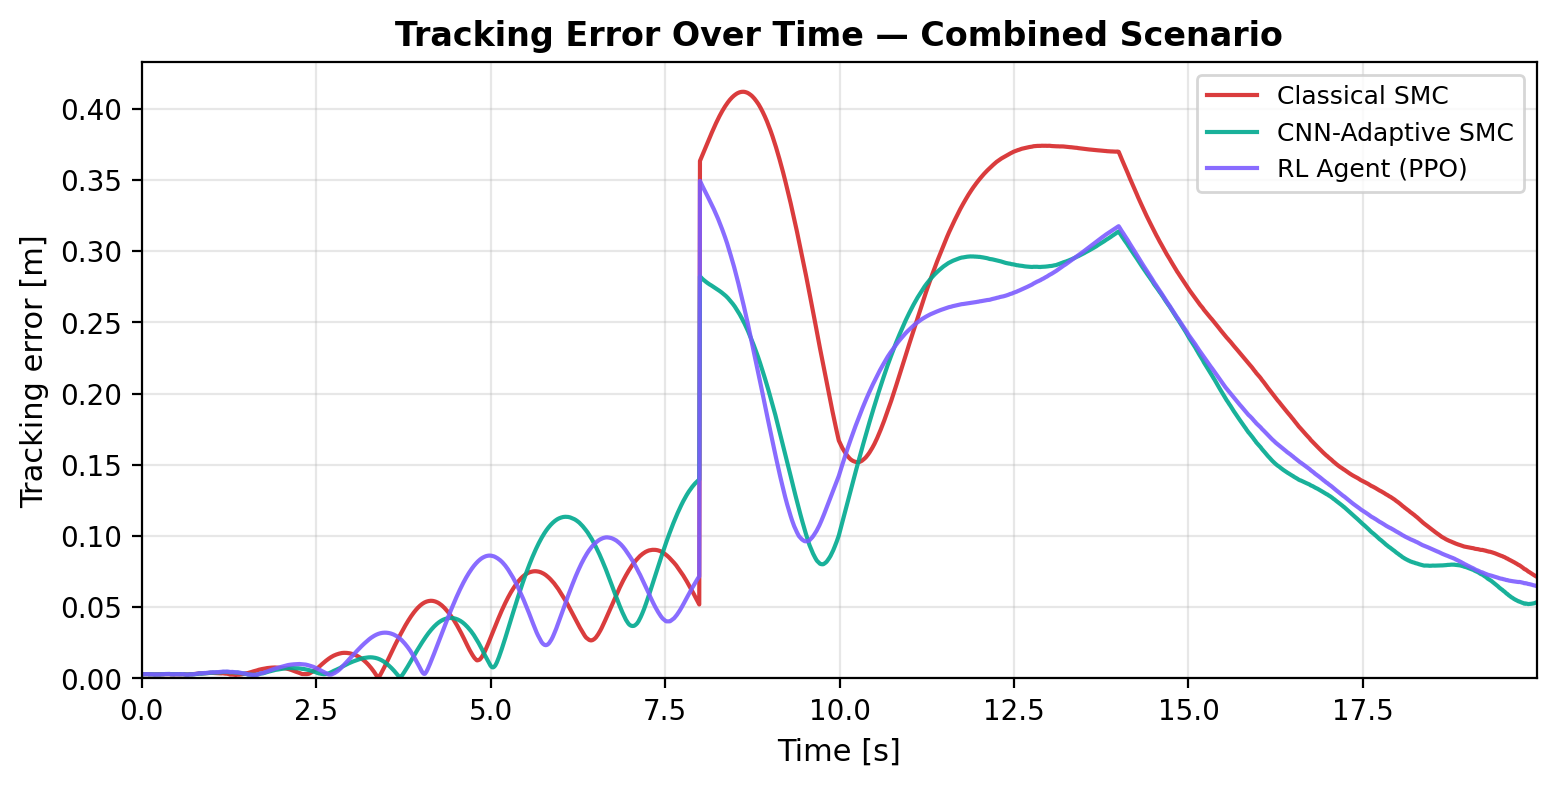 Tracking Error Over Time — Combined Scenario
Classical SMC
CNN-Adaptive SMC
RL Agent (PPO)
Tracking error [m]
0.40
0.35
0.30
0.25
0.20
0.15
0.10
0.05
0.00
0.0 2.5 5.0 7.5 10.0 12.5 15.0 17.5
Time [s]